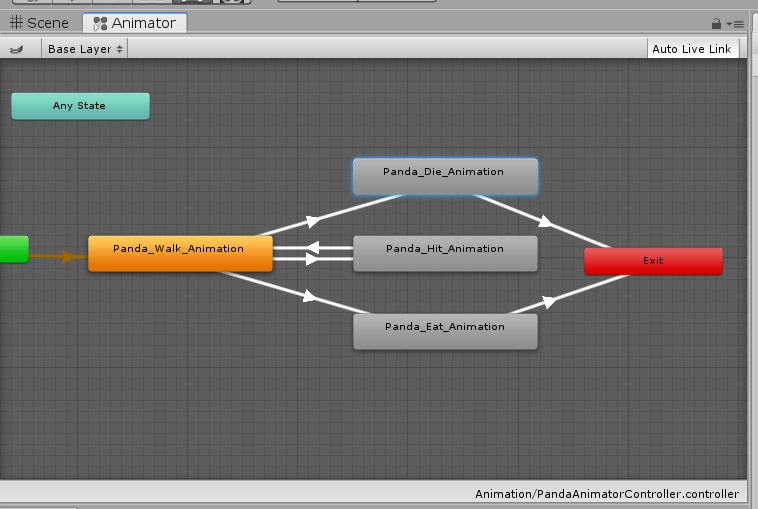 Scene
Animator
Base Layer
Auto Live Link
Any State
Panda_Die_Animation
Panda_Walk_Animation
Panda_Hit_Animation
Exit
Panda_Eat_Animation
Animation/PandaAnimatorController.controller